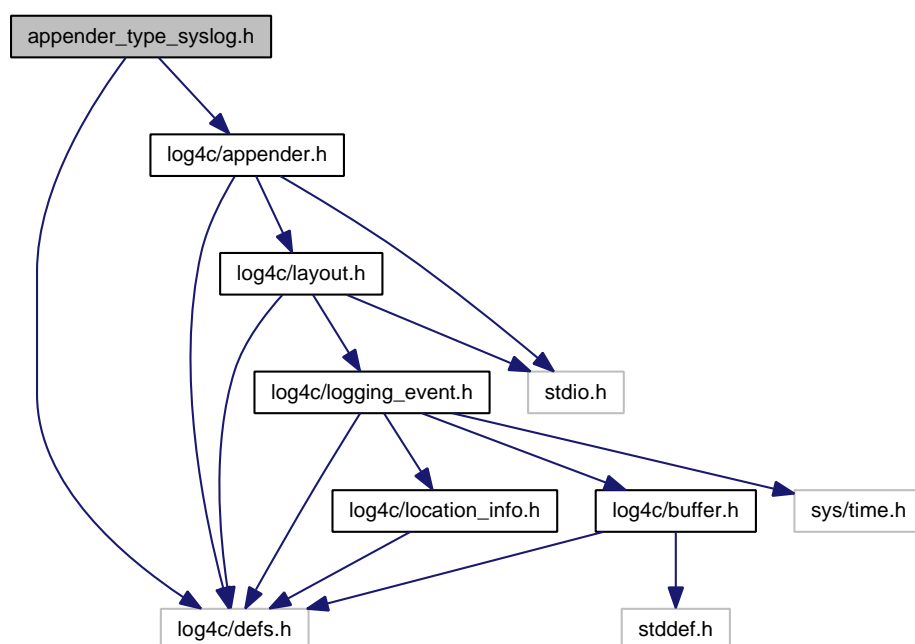 appender_type_syslog.h
log4c/appender.h
log4c/layout.h
log4c/logging_event.h
stdio.h
log4c/location_info.h
log4c/buffer.h
sys/time.h
log4c/defs.h
stddef.h